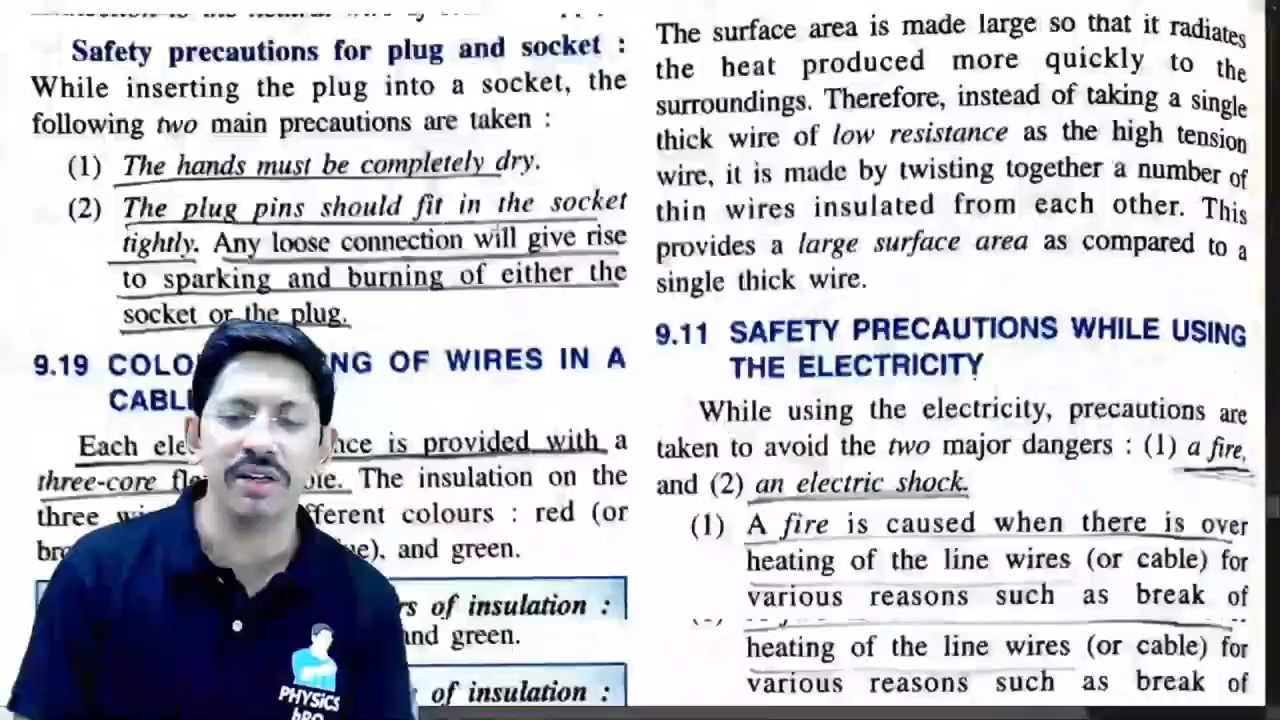 Safety precautions for plug and socket :
While inserting the plug into a socket, the
following two main precautions are taken :
(1) The hands must be completely dry.
(2) The plug pins should fit in the socket
tightly. Any loose connection will give rise
to sparking and burning of either the
socket or the plug.
9.19 COLO NG OF WIRES IN A
CABL
Each ele nce is provided with a
three-core The insulation on the
three fferent colours : red (or
and green.
rs of insulation :
and green.
of insulation :
PHYSiCS
The surface area is made large so that it radiates
the heat produced more quickly to the
surroundings. Therefore, instead of taking a single
thick wire of low resistance as the high tension
wire, it is made by twisting together a number of
thin wires insulated from each other. This
provides a large surface area as compared to a
single thick wire.
9.11 SAFETY PRECAUTIONS WHILE USING
THE ELECTRICITY
While using the electricity, precautions are
taken to avoid the two major dangers : (1) a fire,
and (2) an electric shock.
(1) A fire is caused when there is over
heating of the line wires (or cable) for
various reasons such as break of
heating of the line wires (or cable) for
various reasons such as break of